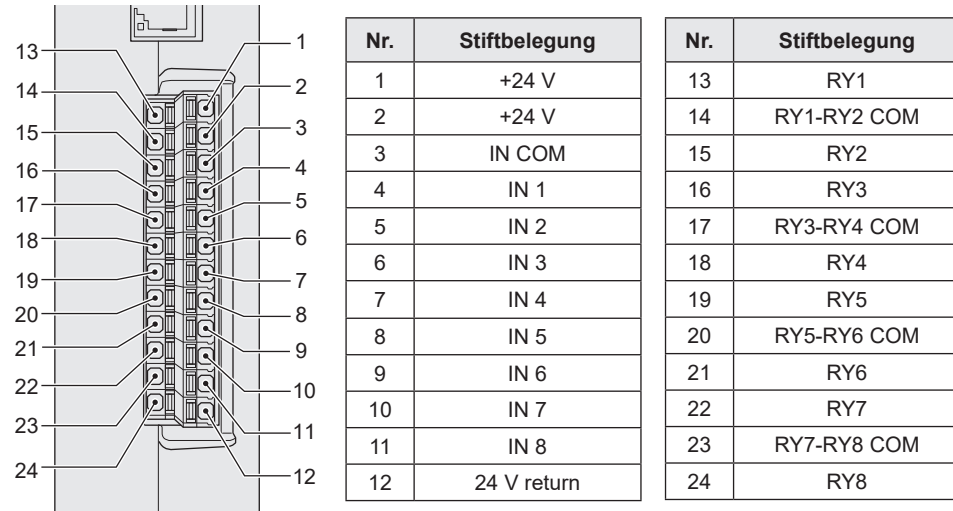 13
14
15
16
17
18
19
20
21
22
23
24
1
2
3
4
5
6
7
8
9
10
11
12
Nr. Stiftbelegung
1 +24 V
2 +24 V
3 IN COM
4 IN 1
5 IN 2
6 IN 3
7 IN 4
8 IN 5
9 IN 6
10 IN 7
11 IN 8
12 24 V return
Nr. Stiftbelegung
13 RY1
14 RY1-RY2 COM
15 RY2
16 RY3
17 RY3-RY4 COM
18 RY4
19 RY5
20 RY5-RY6 COM
21 RY6
22 RY7
23 RY7-RY8 COM
24 RY8